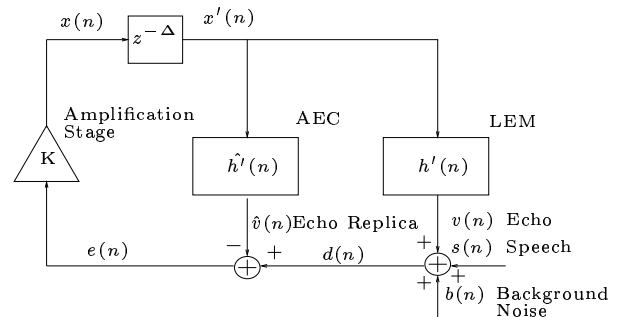 x(n)
z^{-Δ}
x'(n)
Amplification
Stage
K
AEC
LEM
ĥ'(n)
h'(n)
v̂(n)Echo Replica
v(n) Echo
s(n) Speech
− + + + +
+ +
e(n)
d(n)
b(n) Background
Noise